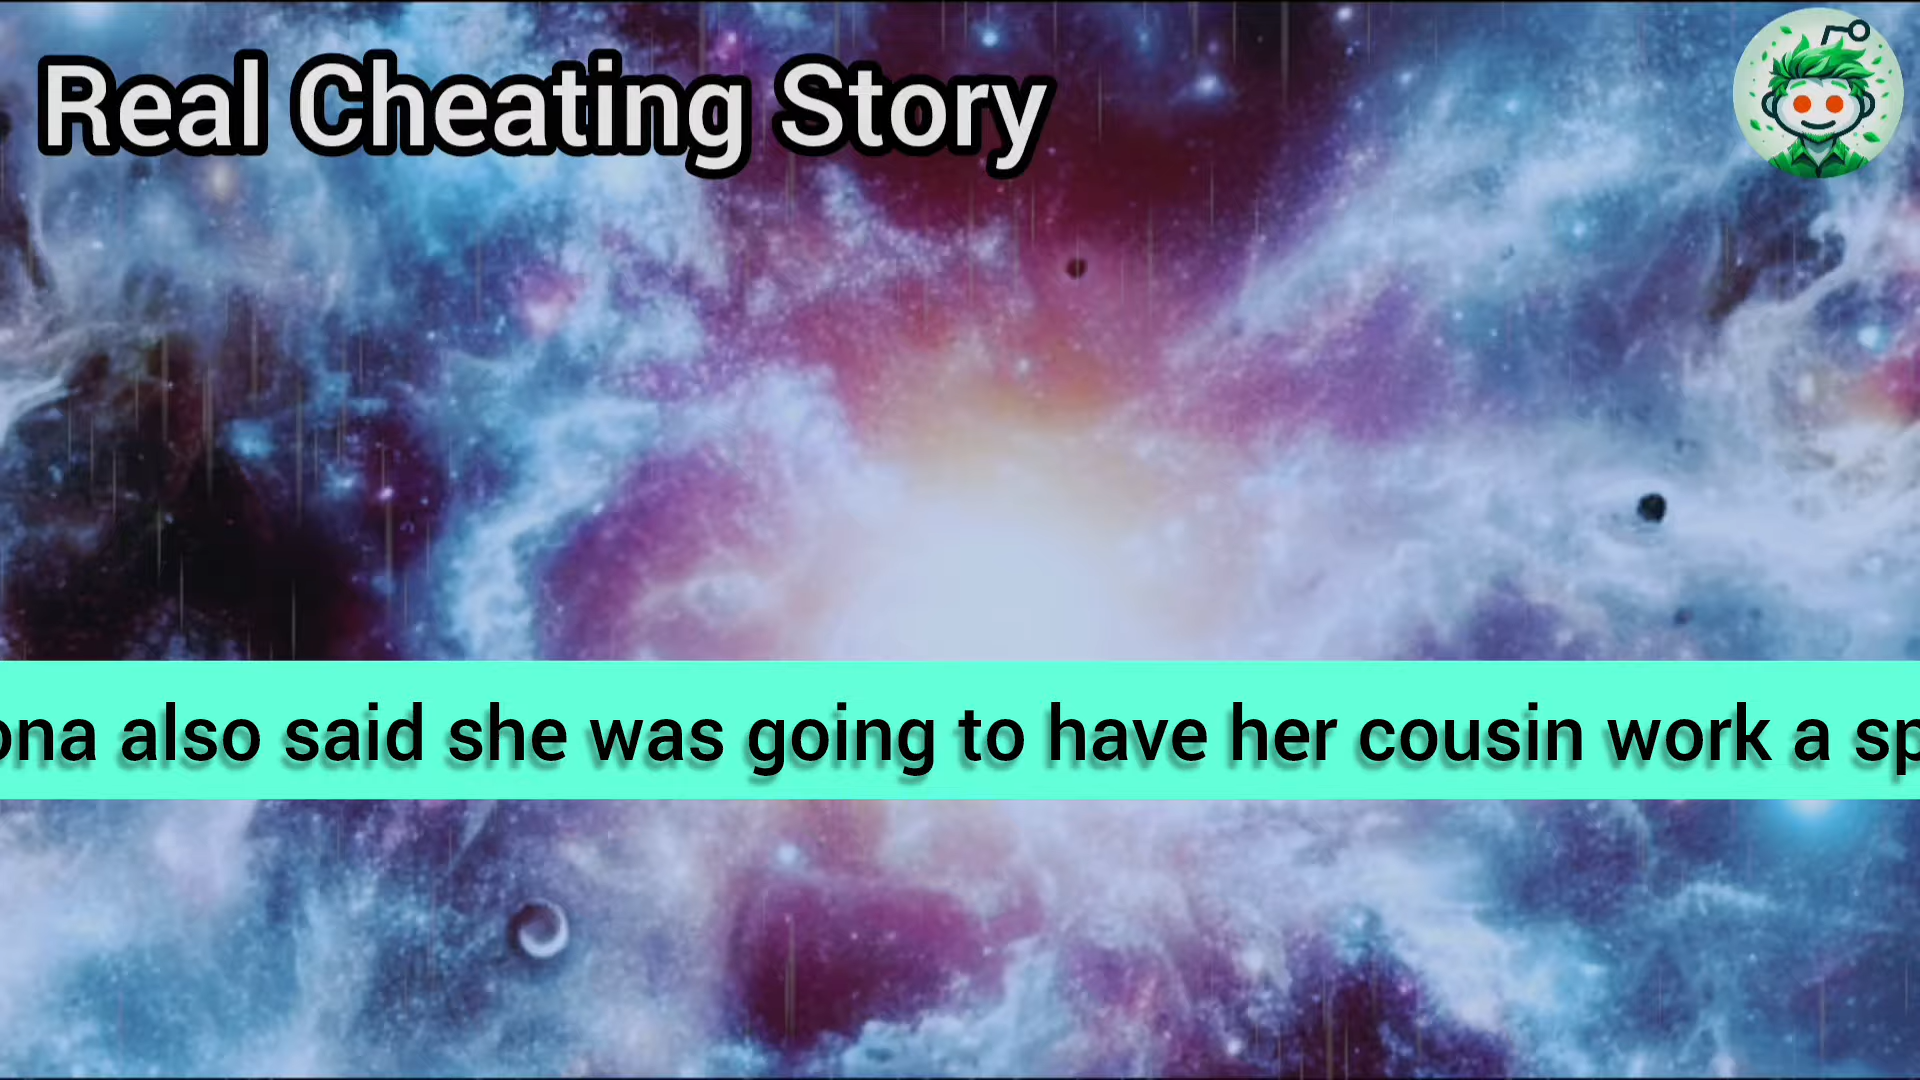 Real Cheating Story
also said she was going to have her cousin work a